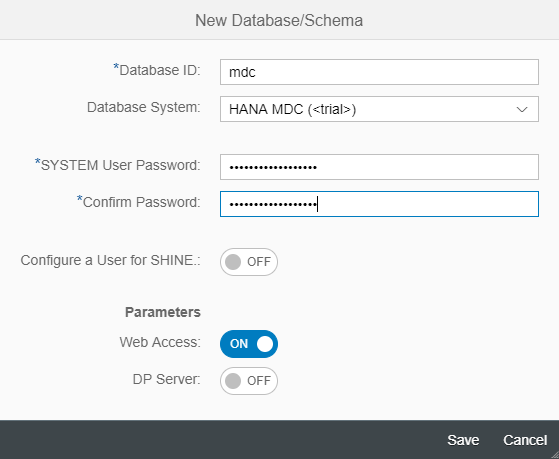 New Database/Schema
*Database ID: mdc
Database System: HANA MDC (<trial>)
*SYSTEM User Password: ••••••••••••••••••
*Confirm Password: ••••••••••••••••••
Configure a User for SHINE.: OFF
Parameters
Web Access: ON
DP Server: OFF
Save Cancel